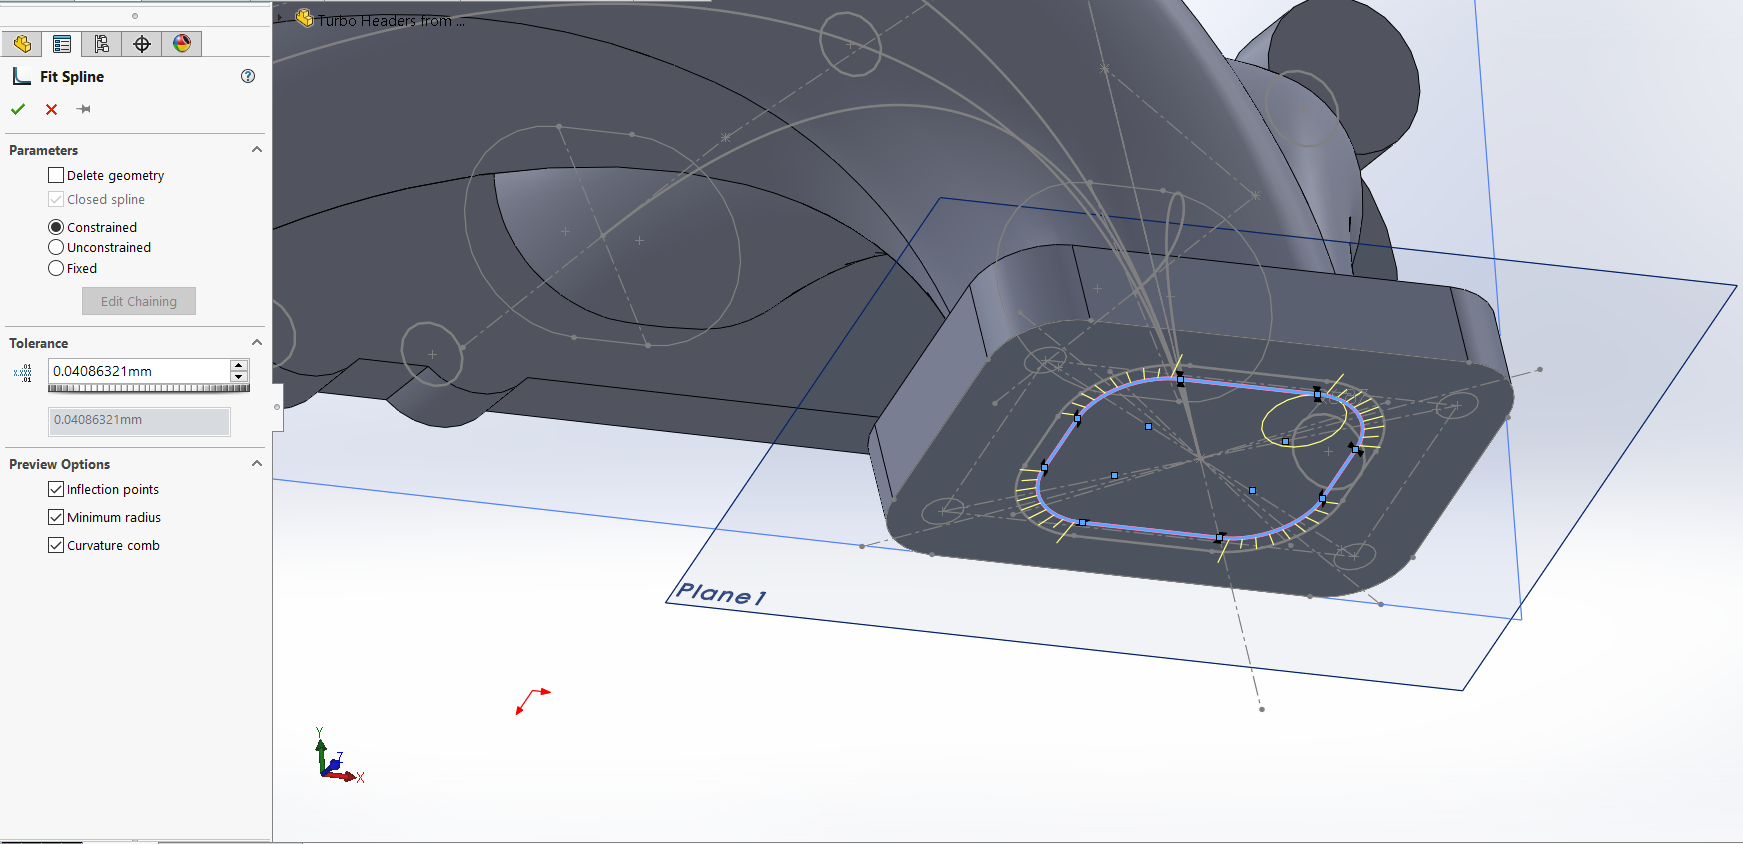 Turbo Headers from ...
Fit Spline
Parameters
Delete geometry
Closed spline
Constrained
Unconstrained
Fixed
Edit Chaining
Tolerance
0.04086321mm
0.04086321mm
Preview Options
Inflection points
Minimum radius
Curvature comb
Plane1
Y
Z
X